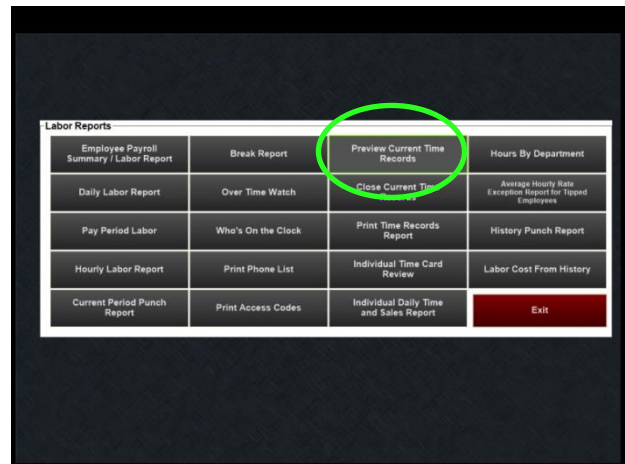 Labor Reports
Employee Payroll
Summary / Labor Report
Break Report
Preview Current Time
Records
Hours By Department
Daily Labor Report
Over Time Watch
Close Current Time
Records
Average Hourly Rate
Exception Report for Tipped
Employees
Pay Period Labor
Who's On the Clock
Print Time Records
Report
History Punch Report
Hourly Labor Report
Print Phone List
Individual Time Card
Review
Labor Cost From History
Current Period Punch
Report
Print Access Codes
Individual Daily Time
and Sales Report
Exit